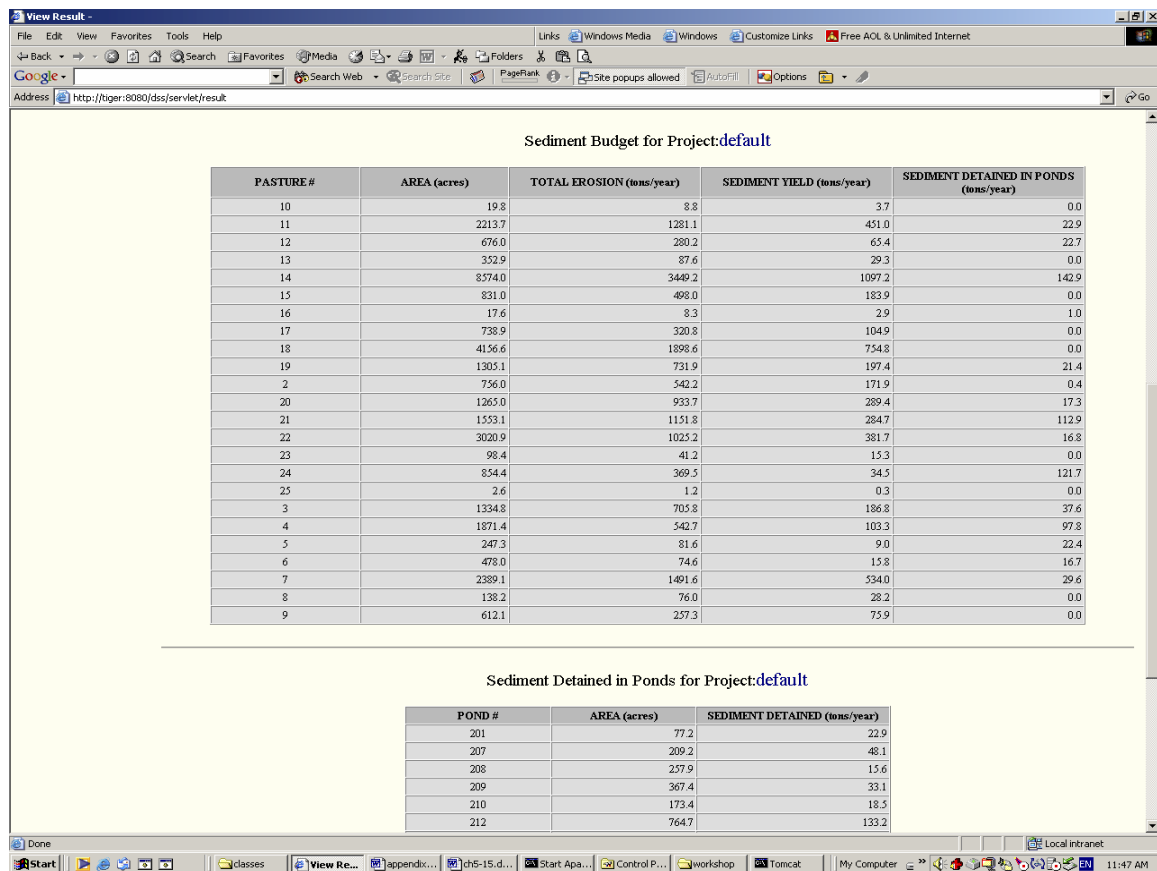 View Result -
File Edit View Favorites Tools Help Links Windows Media Windows Customize Links Free AOL & Unlimited Internet
Back Search Favorites Media Folders
Google Search Web Search Site PageRank Site popups allowed AutoFill Options
Address http://tiger:8080/dss/servlet/result Go
Sediment Budget for Project:default
PASTURE # AREA (acres) TOTAL EROSION (tons/year) SEDIMENT YIELD (tons/year) SEDIMENT DETAINED IN PONDS
(tons/year)
10 19.8 8.8 3.7 0.0
11 2213.7 1281.1 451.0 22.9
12 676.0 280.2 65.4 22.7
13 352.9 87.6 29.3 0.0
14 8574.0 3449.2 1097.2 142.9
15 831.0 498.0 183.9 0.0
16 17.6 8.3 2.9 1.0
17 738.9 320.8 104.9 0.0
18 4156.6 1898.6 754.8 0.0
19 1305.1 731.9 197.4 21.4
2 756.0 542.2 171.9 0.4
20 1265.0 933.7 289.4 17.3
21 1553.1 1151.8 284.7 112.9
22 3020.9 1025.2 381.7 16.8
23 98.4 41.2 15.3 0.0
24 854.4 369.5 34.5 121.7
25 2.6 1.2 0.3 0.0
3 1334.8 705.8 186.8 37.6
4 1871.4 542.7 103.3 97.8
5 247.3 81.6 9.0 22.4
6 478.0 74.6 15.8 16.7
7 2389.1 1491.6 534.0 29.6
8 138.2 76.0 28.2 0.0
9 612.1 257.3 75.9 0.0
Sediment Detained in Ponds for Project:default
POND # AREA (acres) SEDIMENT DETAINED (tons/year)
201 77.2 22.9
207 209.2 48.1
208 257.9 15.6
209 367.4 33.1
210 173.4 18.5
212 764.7 133.2
Done Local intranet
Start classes View Re... appendix... ch5-15.d... Start Apa... Control P... workshop Tomcat My Computer EN 11:47 AM